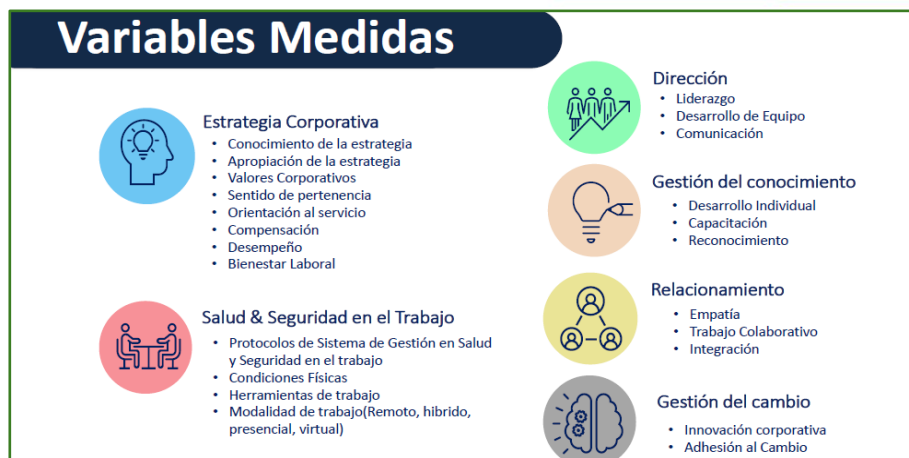 Variables Medidas
Estrategia Corporativa
• Conocimiento de la estrategia
• Apropiación de la estrategia
• Valores Corporativos
• Sentido de pertenencia
• Orientación al servicio
• Compensación
• Desempeño
• Bienestar Laboral
Salud & Seguridad en el Trabajo
• Protocolos de Sistema de Gestión en Salud
y Seguridad en el trabajo
• Condiciones Físicas
• Herramientas de trabajo
• Modalidad de trabajo(Remoto, hibrido,
presencial, virtual)
Dirección
• Liderazgo
• Desarrollo de Equipo
• Comunicación
Gestión del conocimiento
• Desarrollo Individual
• Capacitación
• Reconocimiento
Relacionamiento
• Empatía
• Trabajo Colaborativo
• Integración
Gestión del cambio
• Innovación corporativa
• Adhesión al Cambio